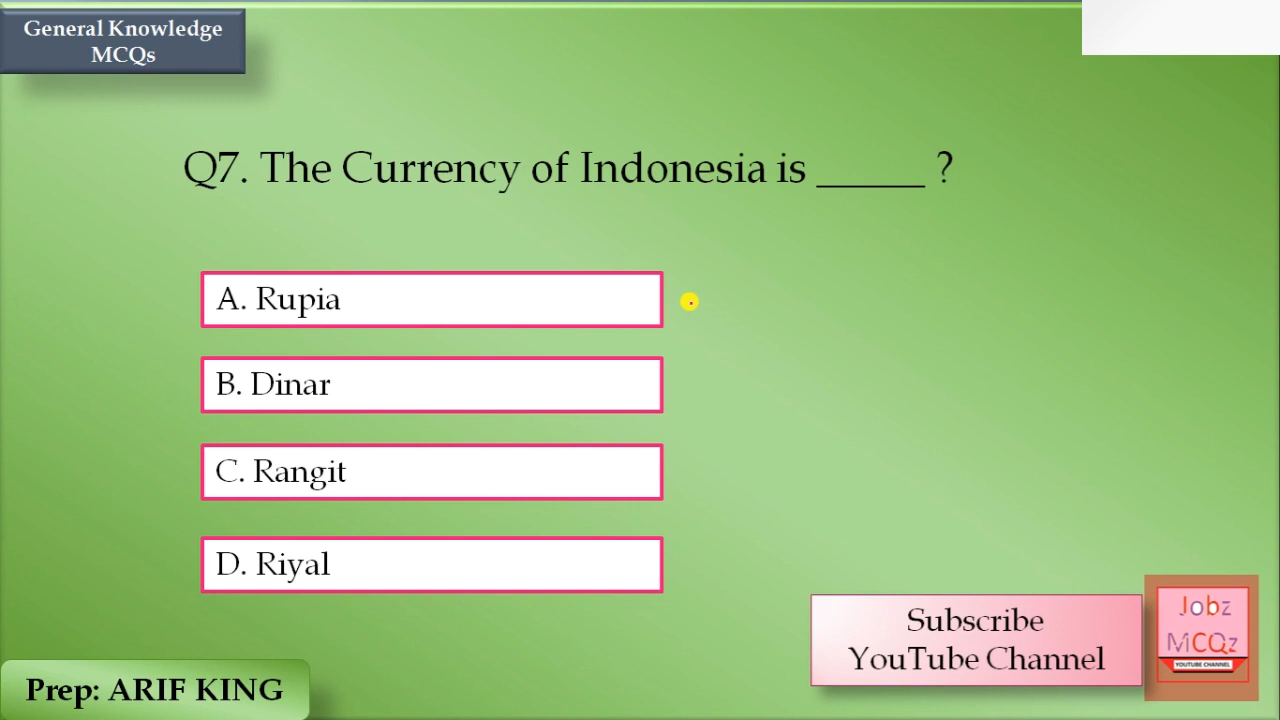 General Knowledge
MCQs
Q7. The Currency of Indonesia is _____ ?
A. Rupia
B. Dinar
C. Rangit
D. Riyal
Subscribe
YouTube Channel
Jobz
MCQz
YOUTUBE CHANNEL
Prep: ARIF KING